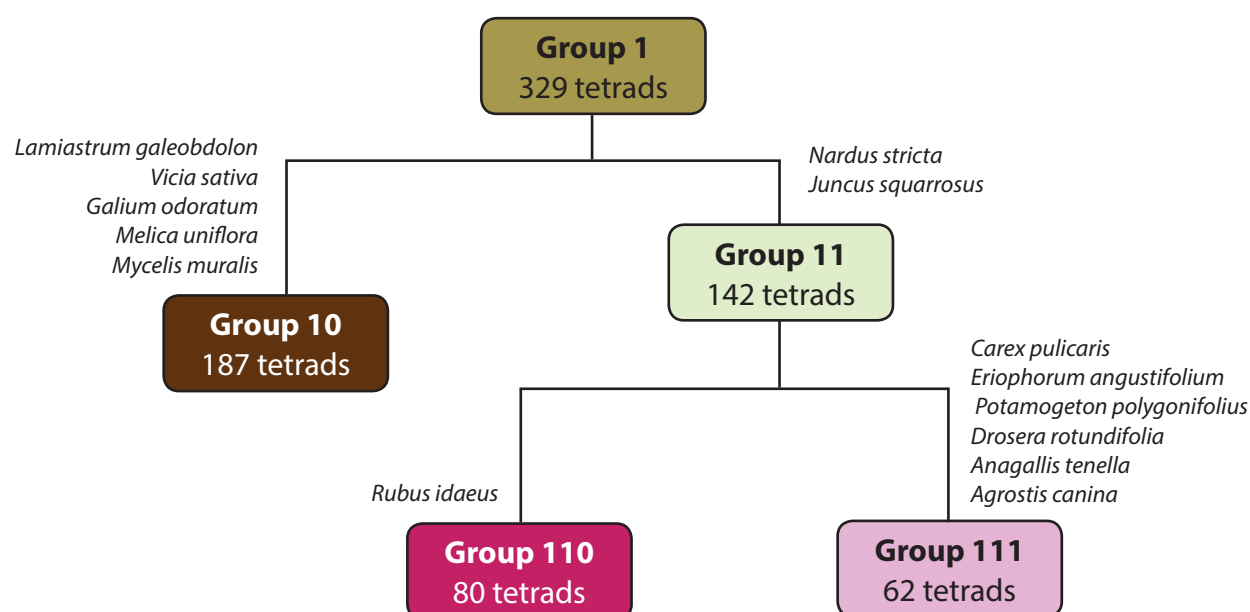 Group 1
329 tetrads
Lamiastrum galeobdolon
Vicia sativa
Galium odoratum
Melica uniflora
Mycelis muralis
Nardus stricta
Juncus squarrosus
Group 10
187 tetrads
Group 11
142 tetrads
Rubus idaeus
Carex pulicaris
Eriophorum angustifolium
Potamogeton polygonifolius
Drosera rotundifolia
Anagallis tenella
Agrostis canina
Group 110
80 tetrads
Group 111
62 tetrads